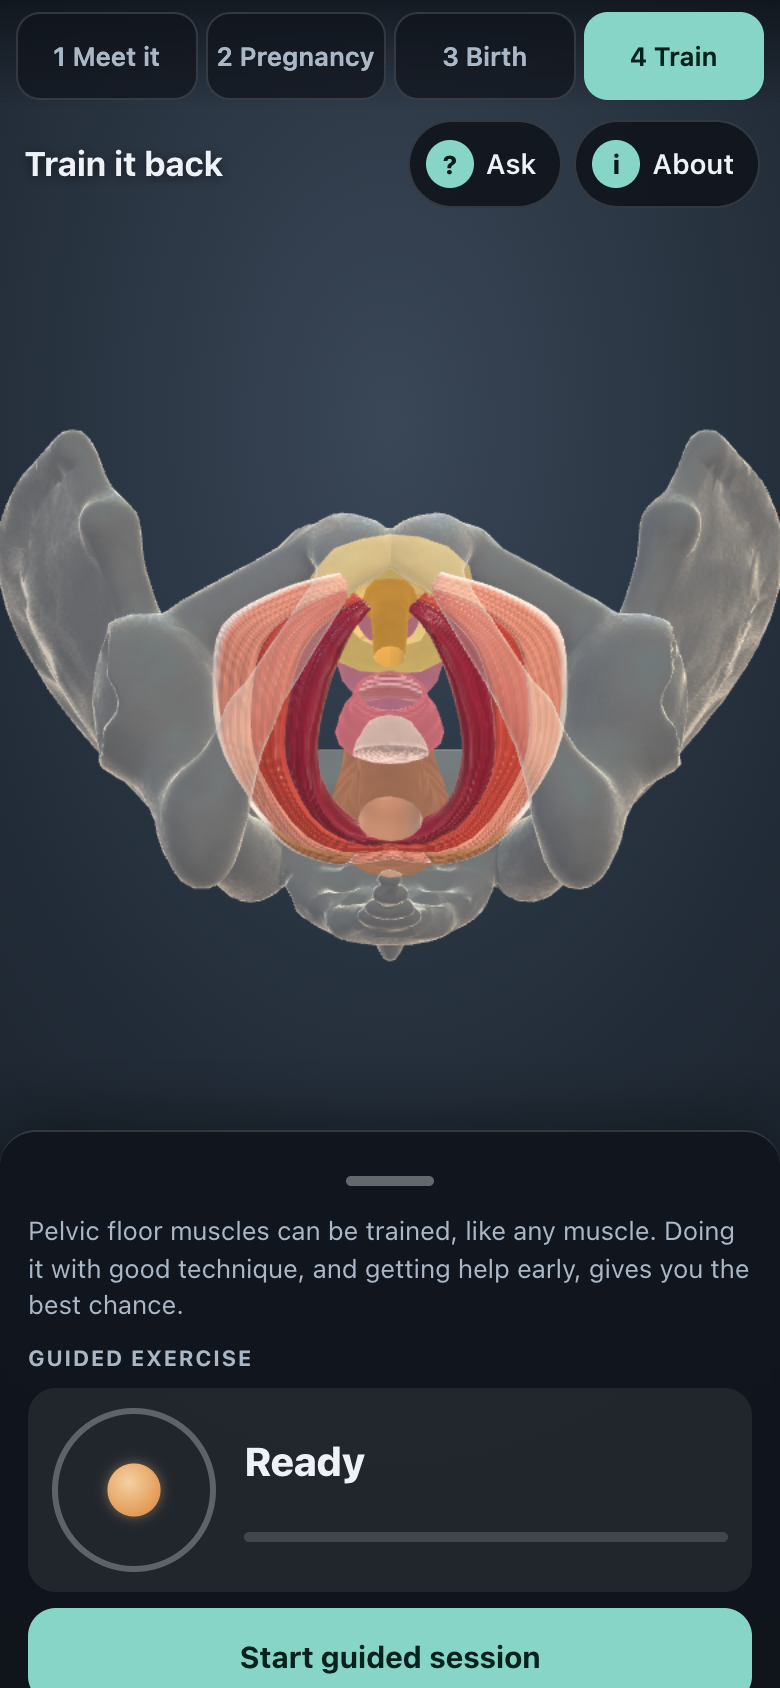 1 Meet it
2 Pregnancy
3 Birth
4 Train
Train it back
? Ask
i About
Pelvic floor muscles can be trained, like any muscle. Doing
it with good technique, and getting help early, gives you the
best chance.
GUIDED EXERCISE
Ready
Start guided session